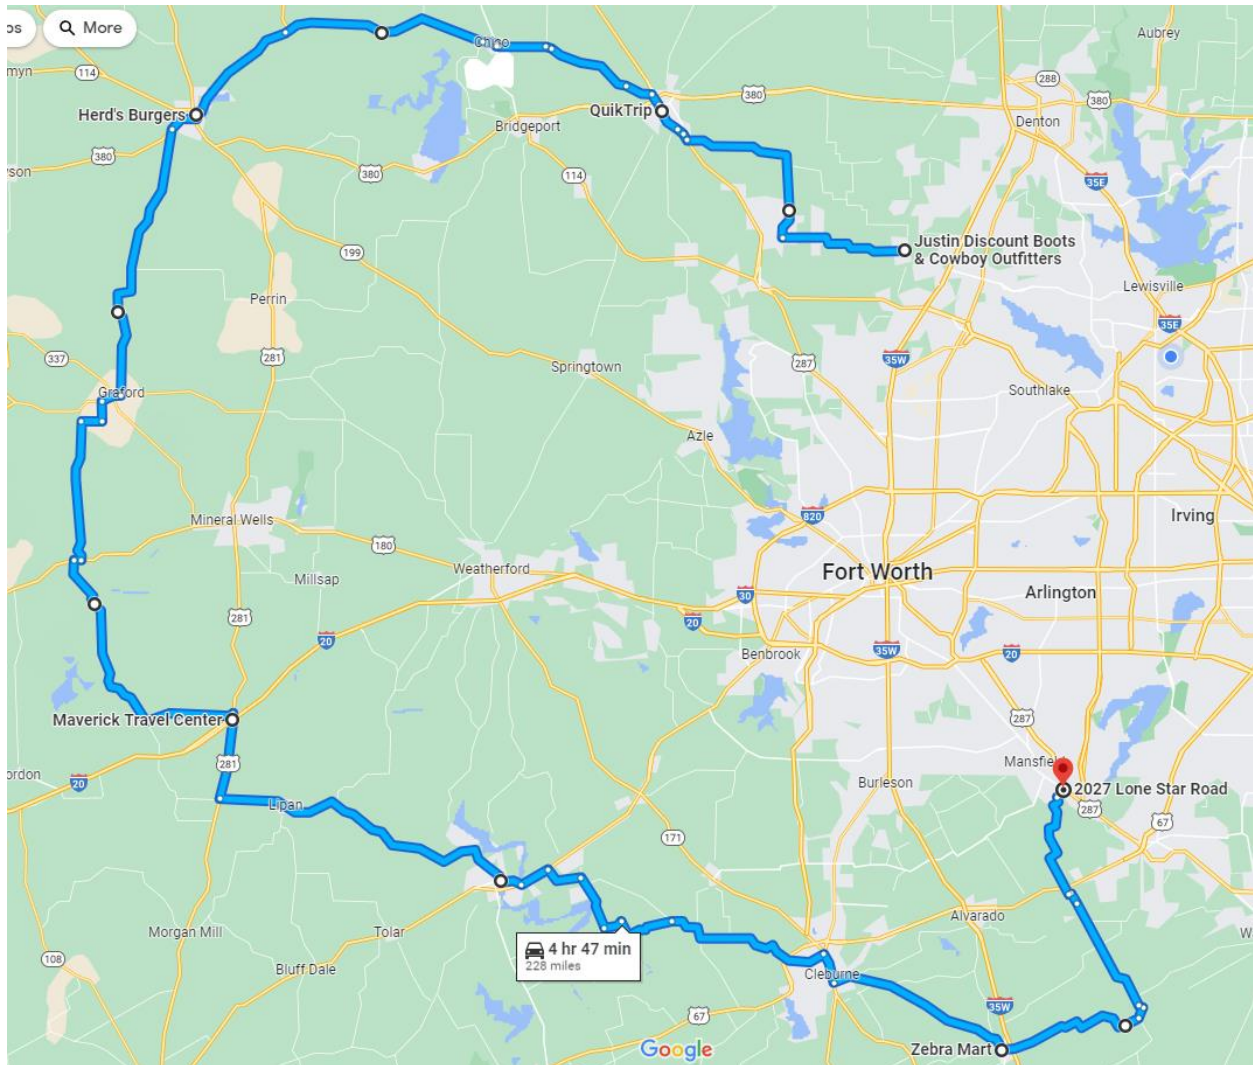 os
More
Aubrey
288
114
myn
Chico
380
380
Herd's Burgers
QuikTrip
Denton
Bridgeport
380
380
114
35E
son
Justin Discount Boots
& Cowboy Outfitters
199
Lewisville
Perrin
35E
337
281
Springtown
287
35W
Graford
Southlake
Azle
820
Irving
Mineral Wells
180
Weatherford
Fort Worth
Millsap
30
Arlington
281
20
20
Benbrook
35W
20
Maverick Travel Center
287
281
Mansfield
ordon
20
Burleson
2027 Lone Star Road
287
67
Lipan
171
Alvarado
Morgan Mill
Tolar
W
108
Bluff Dale
4 hr 47 min
228 miles
Cleburne
67
35W
Google
Zebra Mart